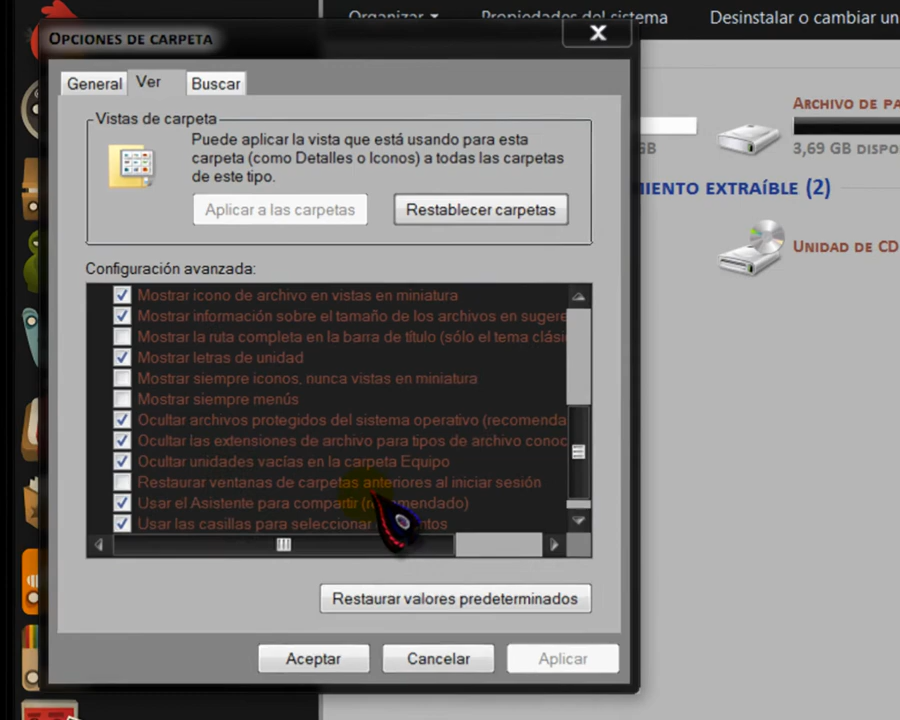 Organizar
Propiedades del sistema
Desinstalar o cambiar un
OPCIONES DE CARPETA
General
Ver
Buscar
Vistas de carpeta
Puede aplicar la vista que está usando para esta
carpeta (como Detalles o Iconos) a todas las carpetas
de este tipo.
Aplicar a las carpetas
Restablecer carpetas
Configuración avanzada:
Mostrar icono de archivo en vistas en miniatura
Mostrar información sobre el tamaño de los archivos en sugere
Mostrar la ruta completa en la barra de título (sólo el tema clási
Mostrar letras de unidad
Mostrar siempre iconos, nunca vistas en miniatura
Mostrar siempre menús
Ocultar archivos protegidos del sistema operativo (recomenda
Ocultar las extensiones de archivo para tipos de archivo conoc
Ocultar unidades vacías en la carpeta Equipo
Restaurar ventanas de carpetas anteriores al iniciar sesión
Usar el Asistente para compartir
Usar las casillas para seleccionar
Restaurar valores predeterminados
Aceptar
Cancelar
Aplicar
ARCHIVO DE PA
GB
3,69 GB DISPO
MIENTO EXTRAÍBLE (2)
UNIDAD DE CD